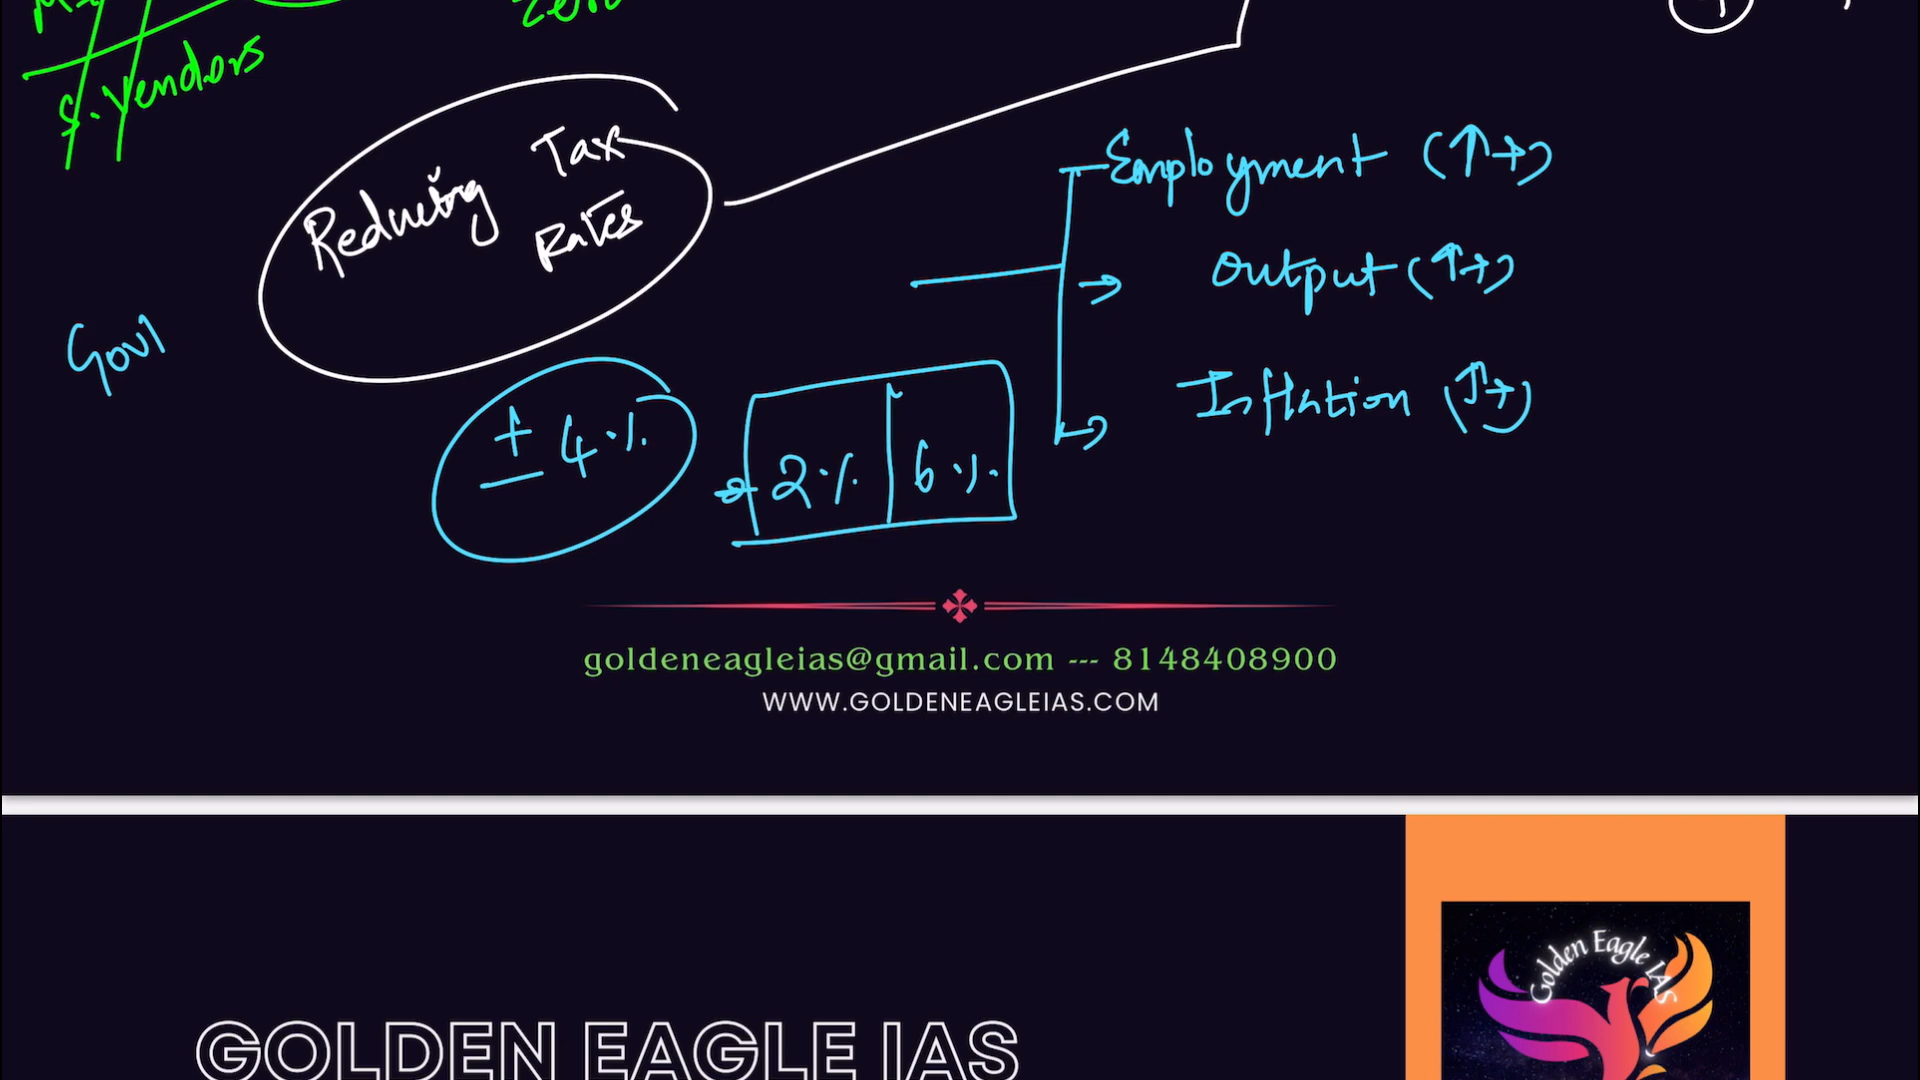 S. Vendors
Reducing Tax
Rates
Employment (↑+)
Output (↑+)
Govt
Inflation (↑+)
± 4%
2% 6%
goldeneagleias@gmail.com --- 8148408900
WWW.GOLDENEAGLEIAS.COM
Golden Eagle IAS
GOLDEN EAGLE IAS